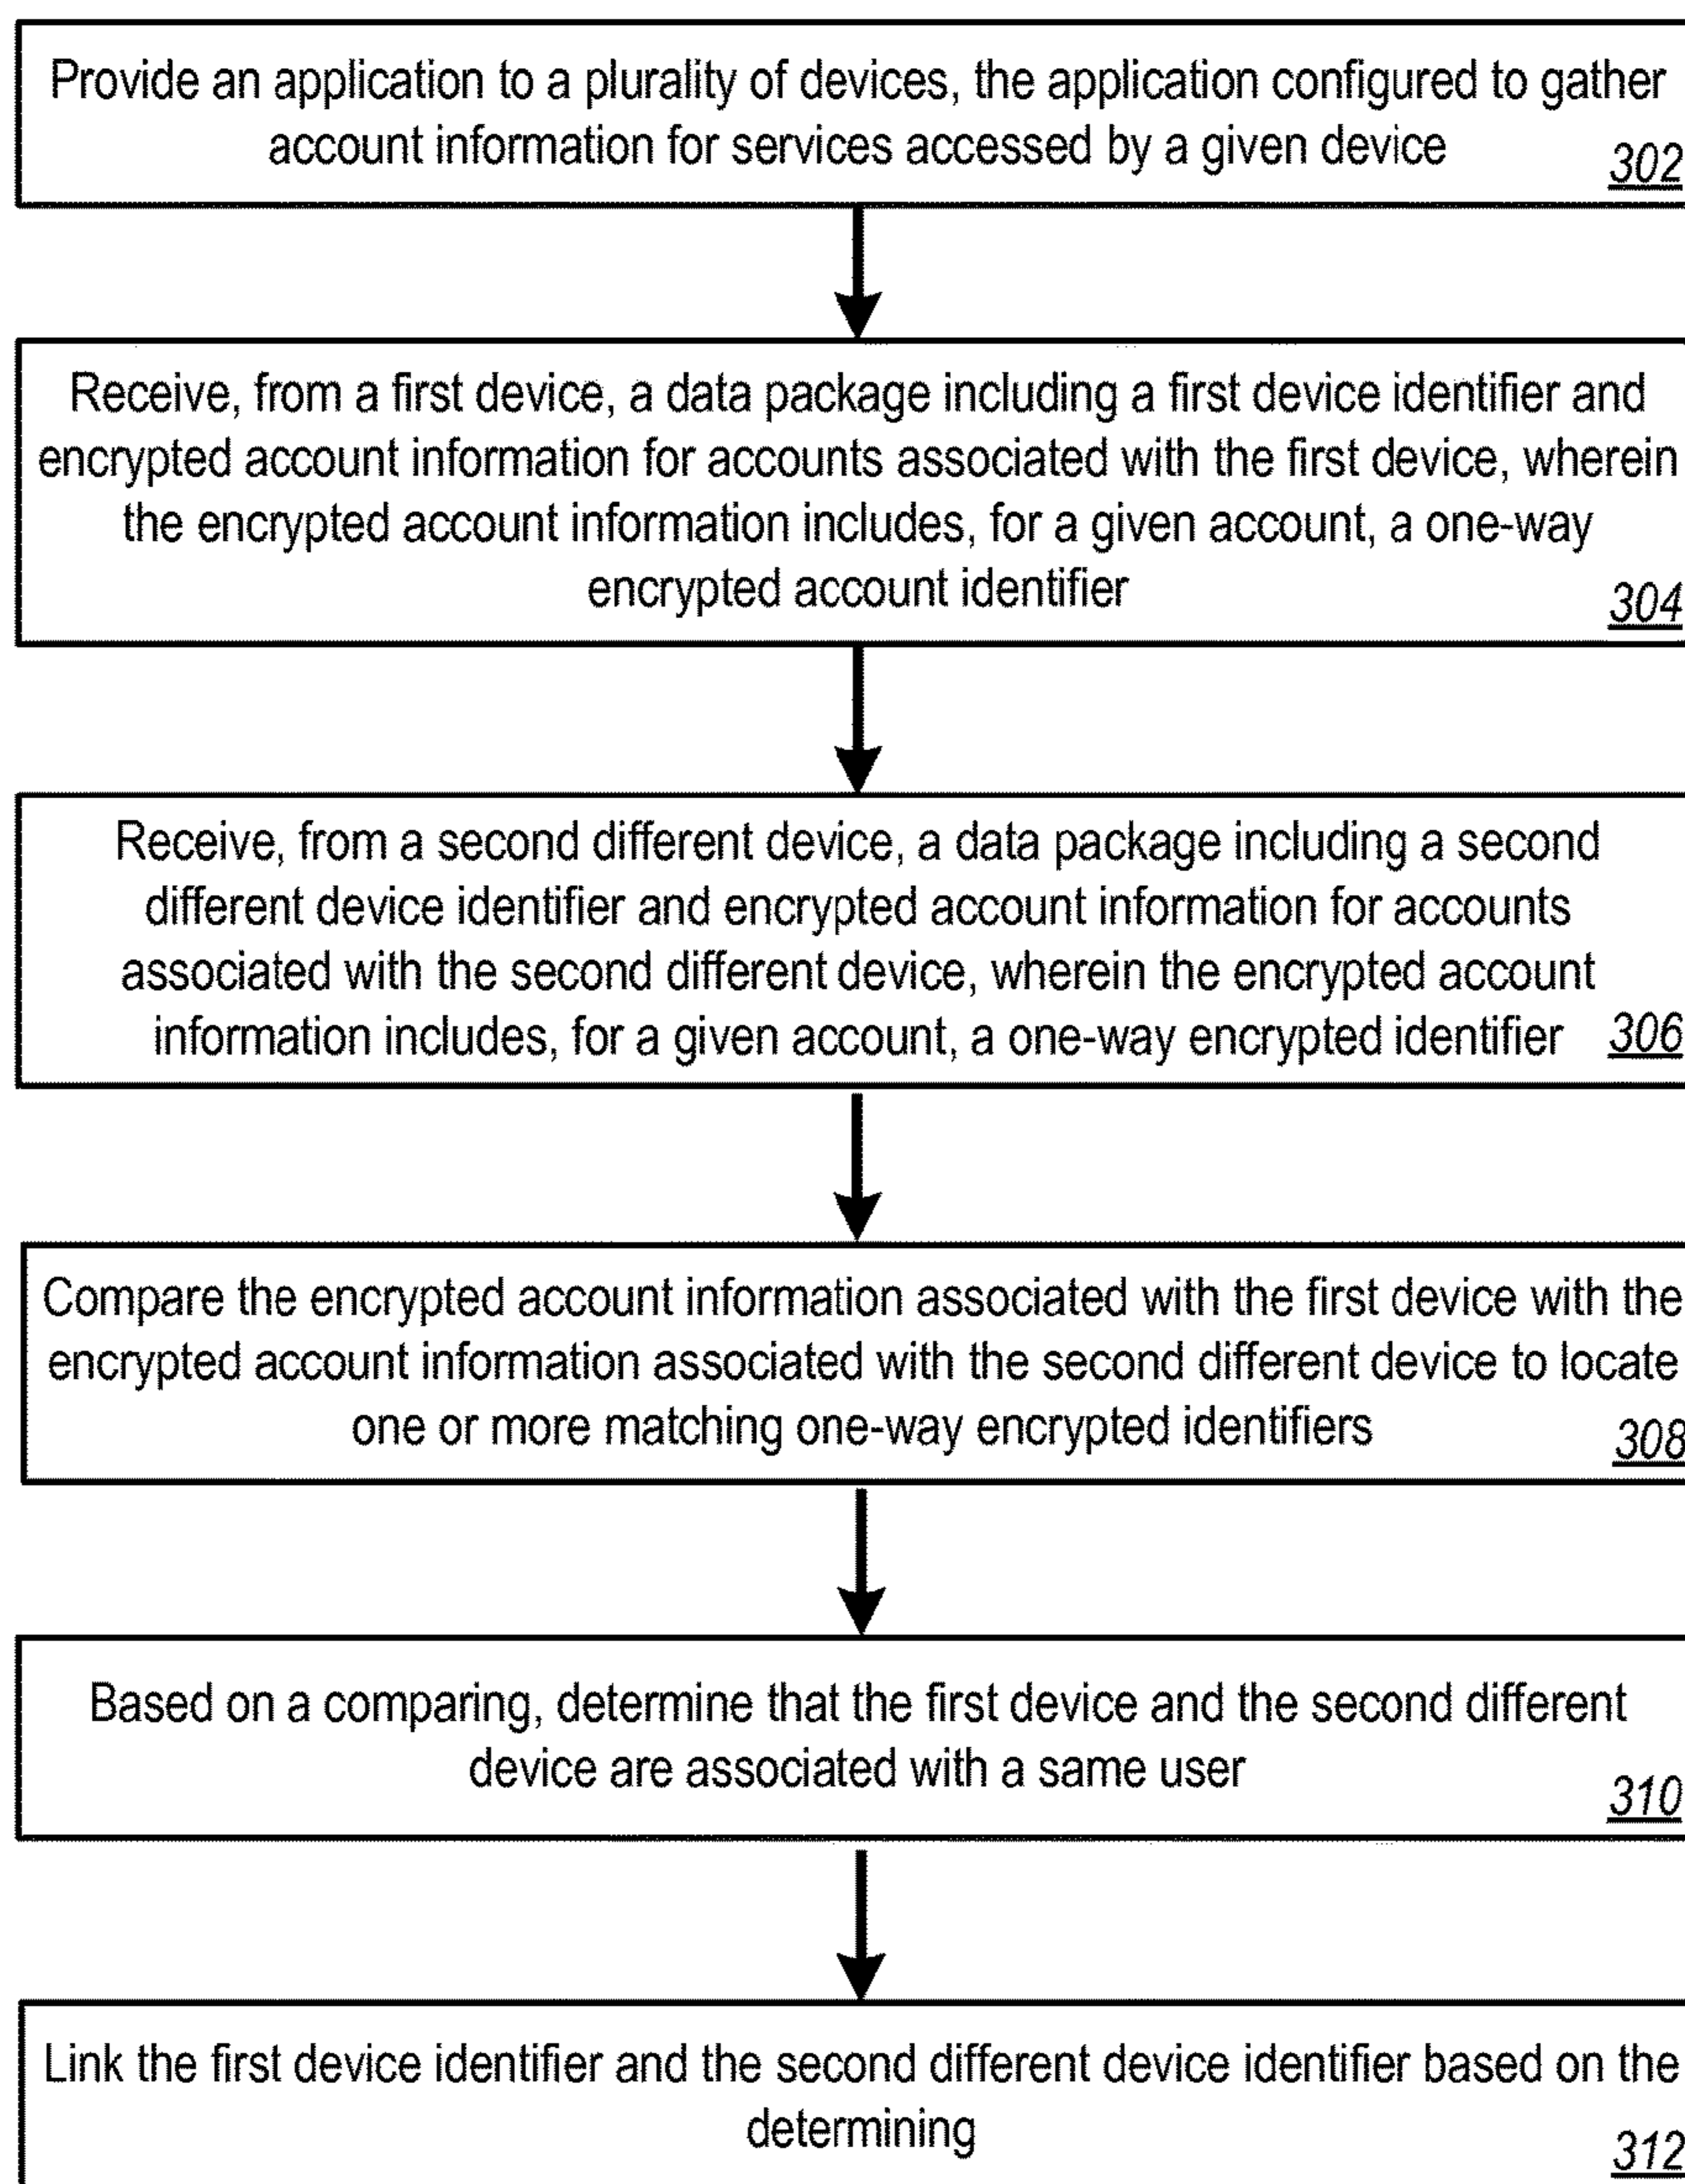 Provide an application to a plurality of devices, the application configured to gather
account information for services accessed by a given device
302
Receive, from a first device, a data package including a first device identifier and
encrypted account information for accounts associated with the first device, wherein
the encrypted account information includes, for a given account, a one-way
encrypted account identifier
304
Receive, from a second different device, a data package including a second
different device identifier and encrypted account information for accounts
associated with the second different device, wherein the encrypted account
information includes, for a given account, a one-way encrypted identifier
306
Compare the encrypted account information associated with the first device with the
encrypted account information associated with the second different device to locate
one or more matching one-way encrypted identifiers
308
Based on a comparing, determine that the first device and the second different
device are associated with a same user
310
Link the first device identifier and the second different device identifier based on the
determining
312